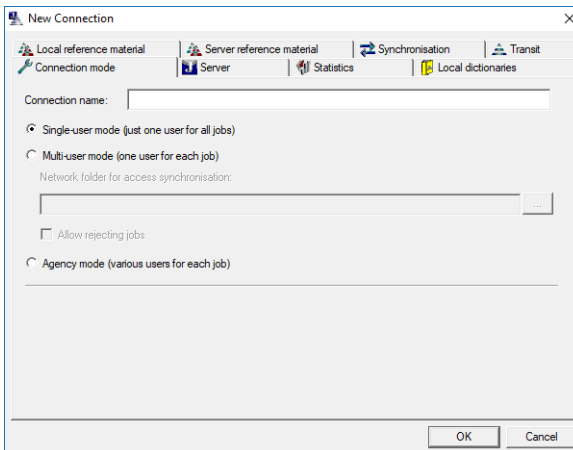 New Connection
Local reference material Server reference material Synchronisation Transit
Connection mode Server Statistics Local dictionaries
Connection name:
Single-user mode (just one user for all jobs)
Multi-user mode (one user for each job)
Network folder for access synchronisation:
...
Allow rejecting jobs
Agency mode (various users for each job)
OK Cancel